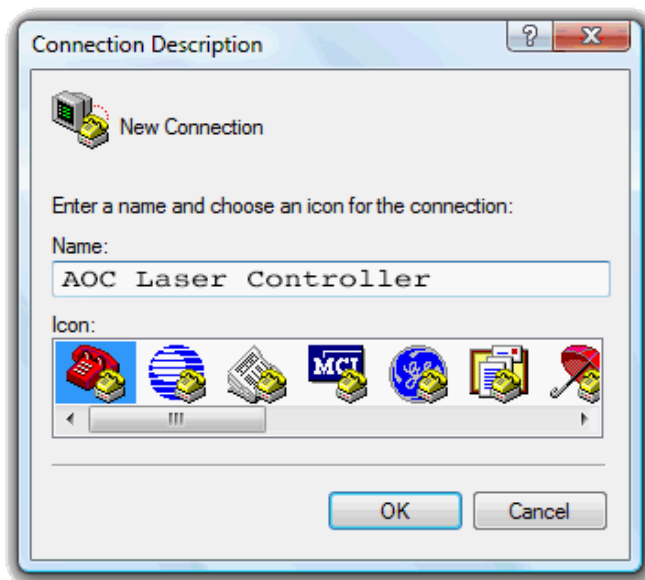 Connection Description
New Connection
Enter a name and choose an icon for the connection:
Name:
AOC Laser Controller
Icon:
MCI
OK
Cancel